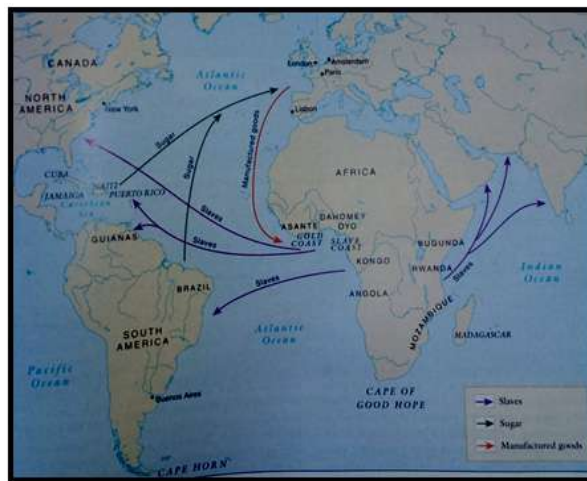 CANADA
NORTH
AMERICA
New York
Atlantic
Ocean
London
Amsterdam
Paris
Lisbon
Sugar
Sugar
Manufactured goods
CUBA
JAMAICA
HAITI
PUERTO RICO
Caribbean
Sea
GUIANAS
Slaves
Slaves
Slaves
AFRICA
ASANTE
GOLD
COAST
DAHOMEY
OYO
SLAVE
COAST
KONGO
ANGOLA
BUGUNDA
RWANDA
Slaves
MOZAMBIQUE
MADAGASCAR
Indian
Ocean
BRAZIL
SOUTH
AMERICA
Atlantic
Ocean
Pacific
Ocean
Buenos Aires
CAPE OF
GOOD HOPE
CAPE HORN
Slaves
Sugar
Manufactured goods